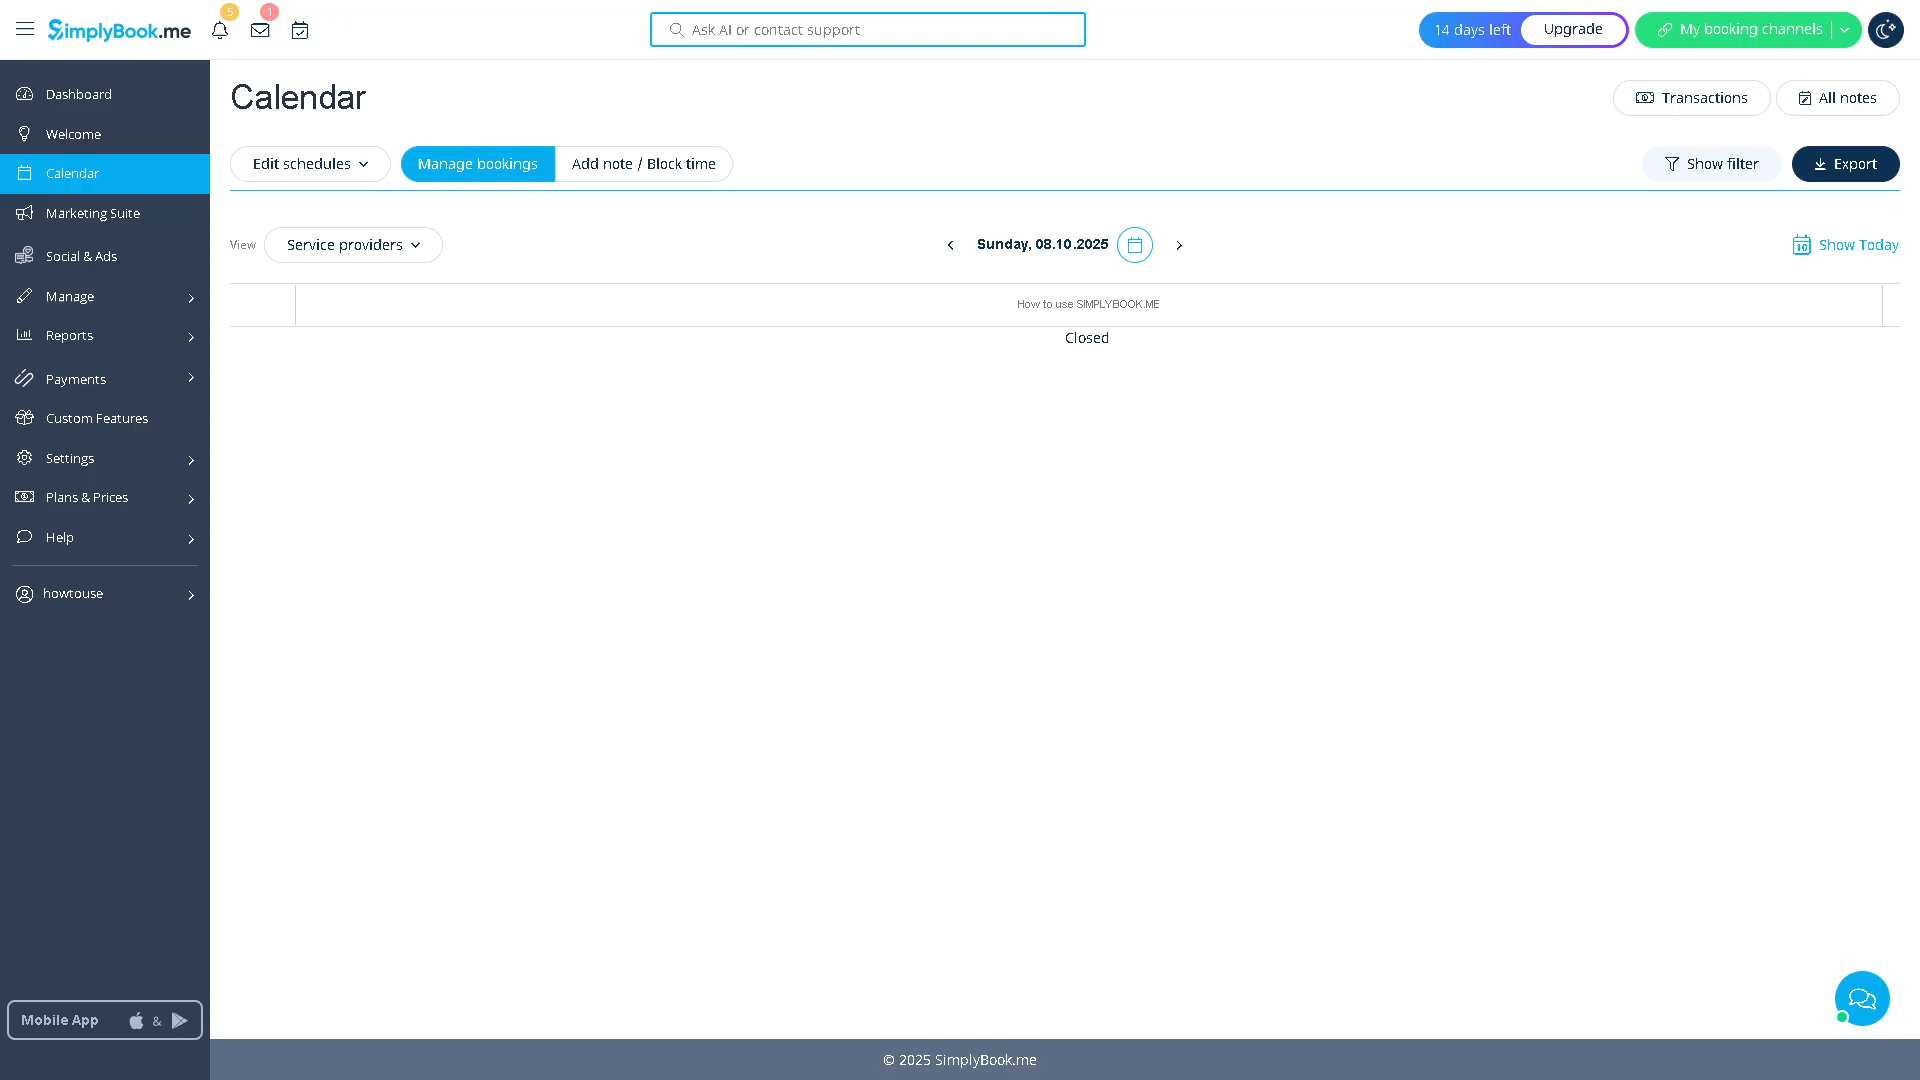 SimplyBook.me
5
1
Ask AI or contact support
14 days left
Upgrade
My booking channels
Dashboard
Welcome
Calendar
Marketing Suite
Social & Ads
Manage
Reports
Payments
Custom Features
Settings
Plans & Prices
Help
howtouse
Mobile App &
Calendar
Transactions
All notes
Edit schedules
Manage bookings
Add note / Block time
Show filter
Export
View
Service providers
Sunday, 08.10.2025
10
Show Today
How to use SIMPLYBOOK.ME
Closed
© 2025 SimplyBook.me